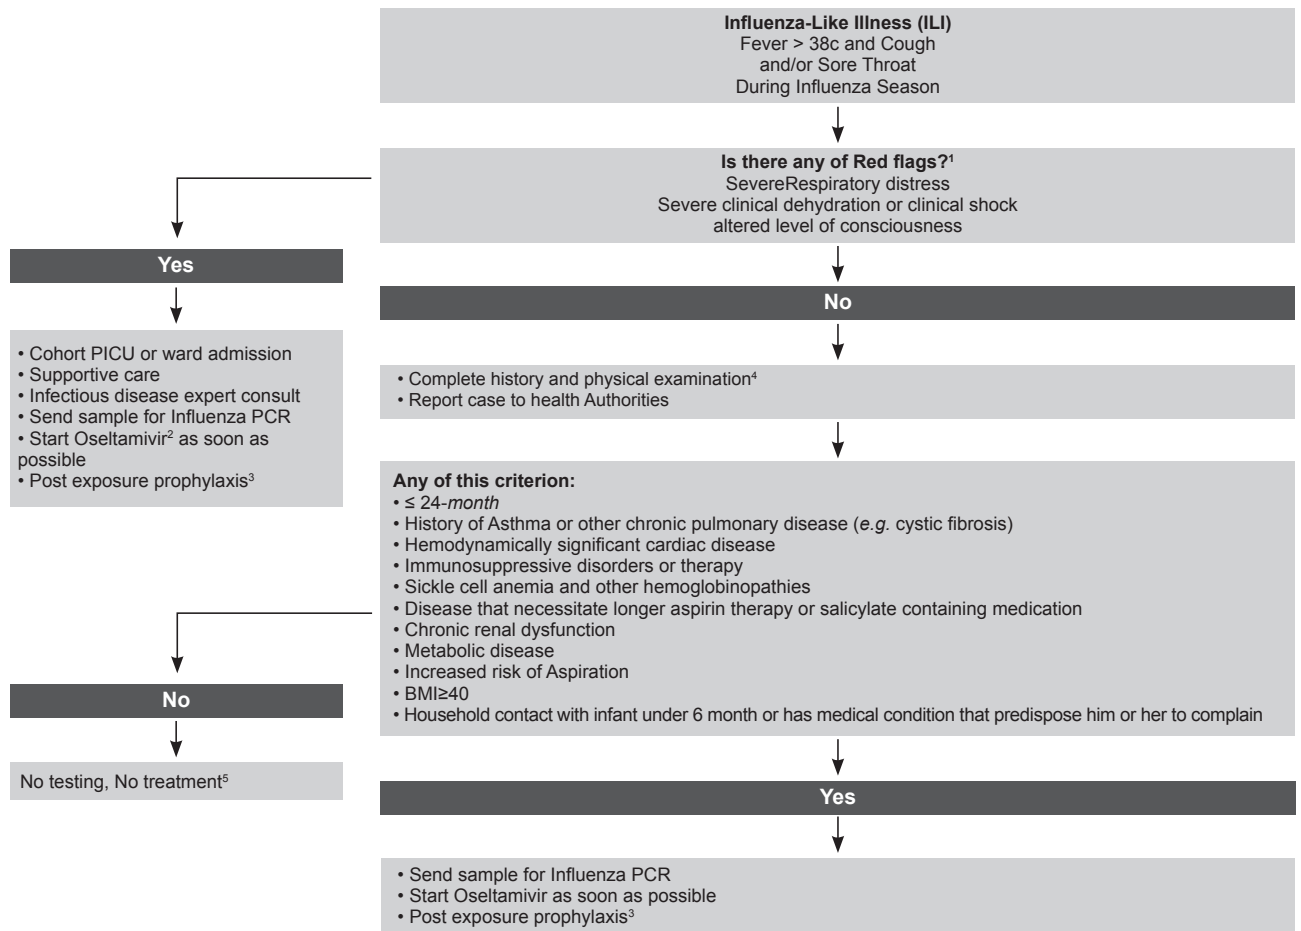 Influenza-Like Illness (ILI)
Fever > 38c and Cough
and/or Sore Throat
During Influenza Season
Is there any of Red flags?¹
SevereRespiratory distress
Severe clinical dehydration or clinical shock
altered level of consciousness
Yes
No
• Cohort PICU or ward admission
• Supportive care
• Infectious disease expert consult
• Send sample for Influenza PCR
• Start Oseltamivir² as soon as
possible
• Post exposure prophylaxis³
• Complete history and physical examination⁴
• Report case to health Authorities
Any of this criterion:
• ≤ 24-month
• History of Asthma or other chronic pulmonary disease (e.g. cystic fibrosis)
• Hemodynamically significant cardiac disease
• Immunosuppressive disorders or therapy
• Sickle cell anemia and other hemoglobinopathies
• Disease that necessitate longer aspirin therapy or salicylate containing medication
• Chronic renal dysfunction
• Metabolic disease
• Increased risk of Aspiration
• BMI≥40
• Household contact with infant under 6 month or has medical condition that predispose him or her to complain
No
No testing, No treatment⁵
Yes
• Send sample for Influenza PCR
• Start Oseltamivir as soon as possible
• Post exposure prophylaxis³